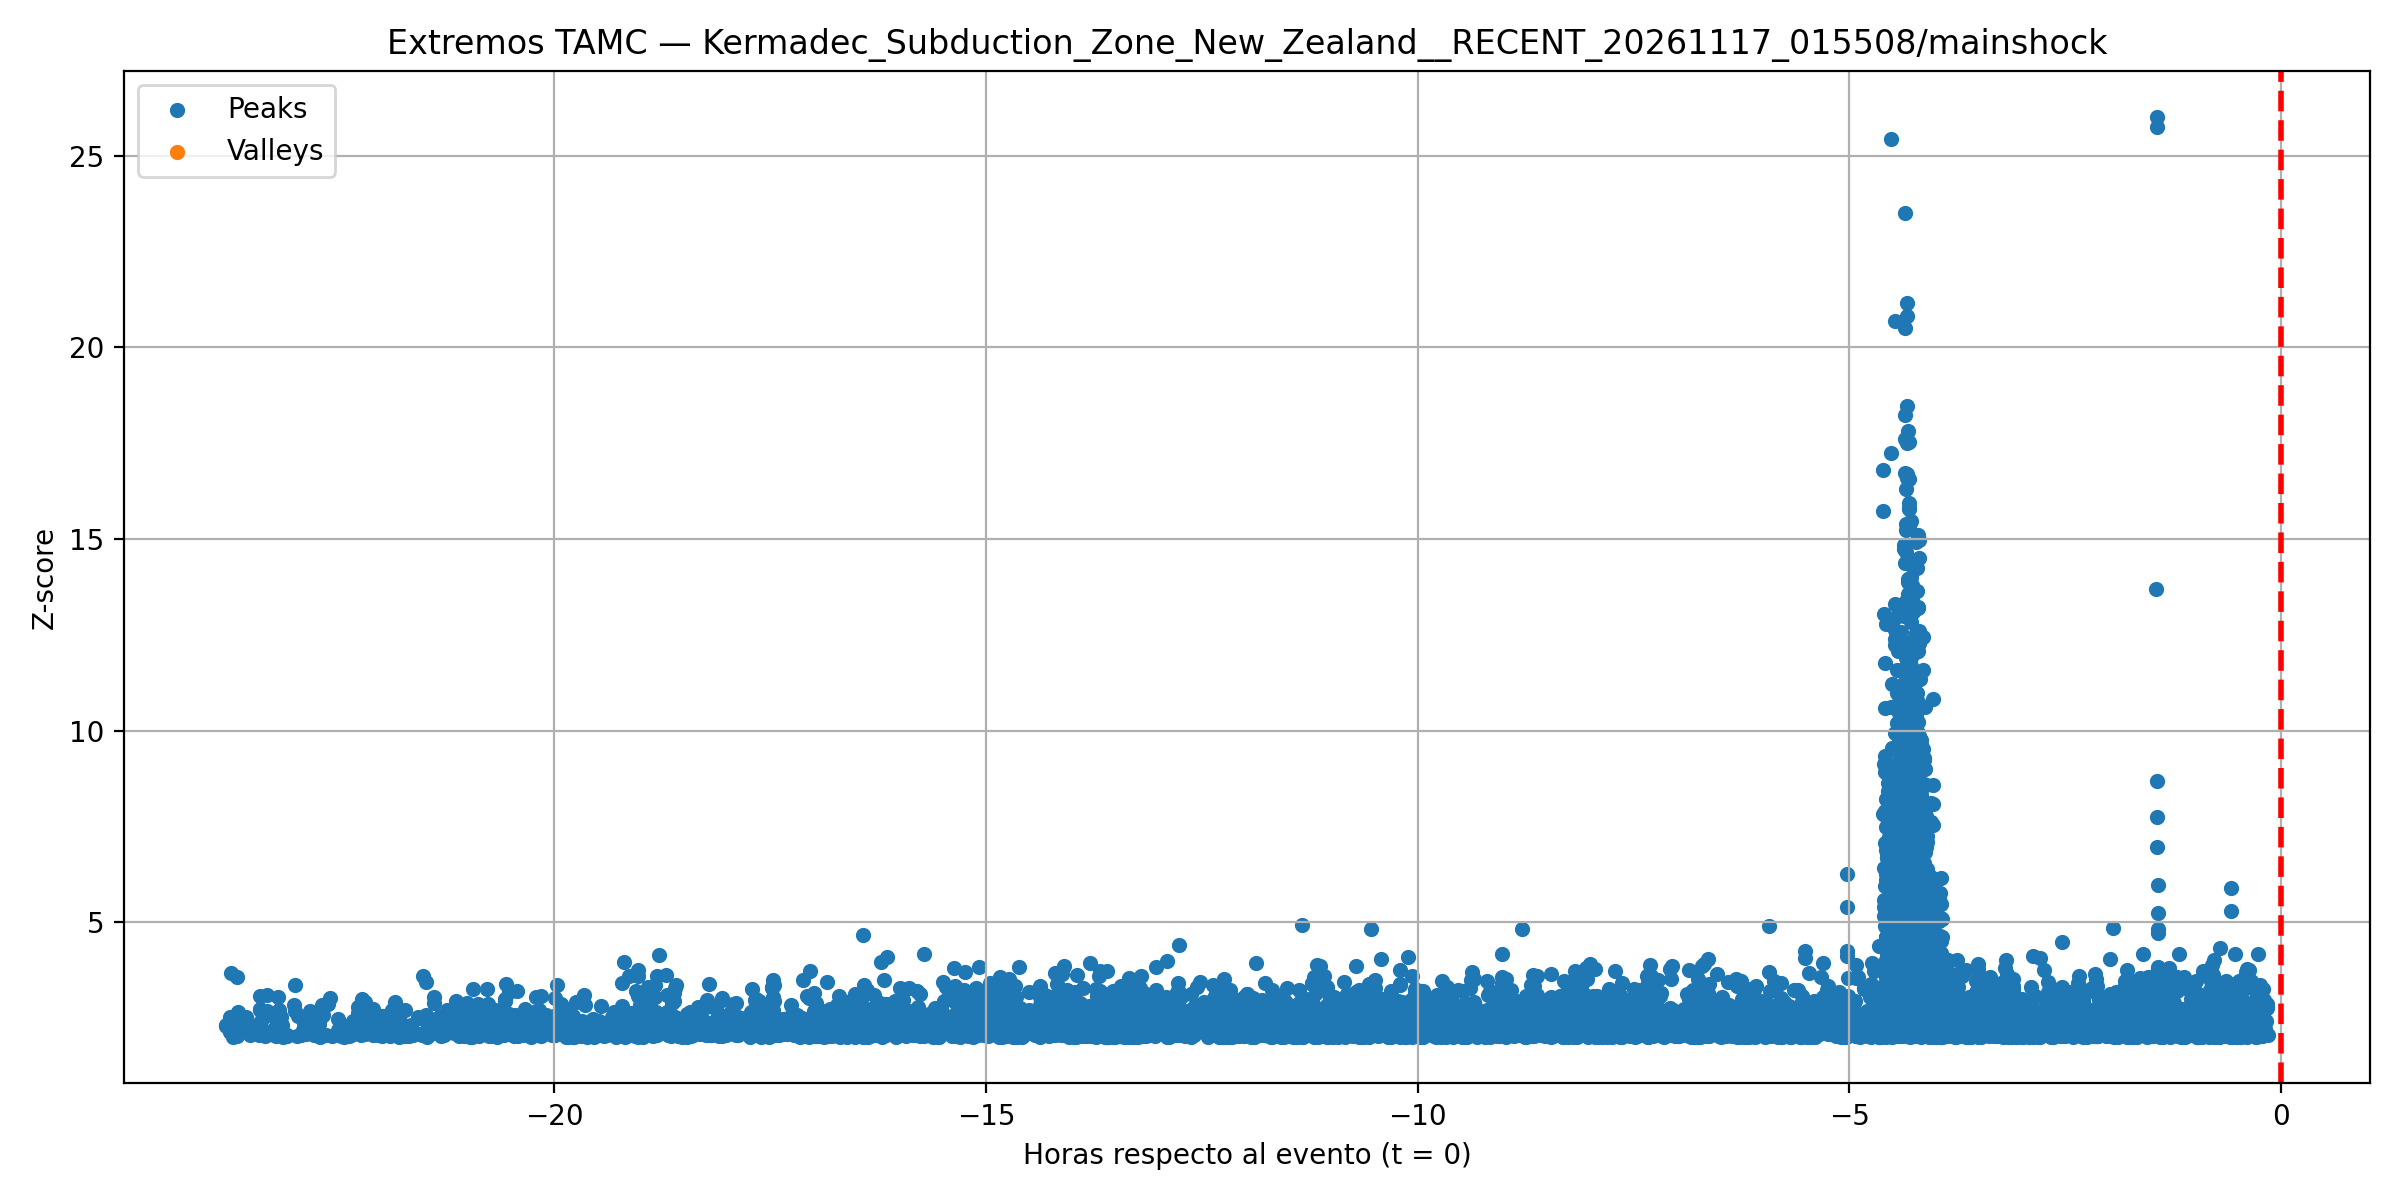 Extremos TAMC — Kermadec_Subduction_Zone_New_Zealand__RECENT_20261117_015508/mainshock
Peaks
Valleys
25
20
15
10
5
Z-score
−20
−15
−10
−5
0
Horas respecto al evento (t = 0)